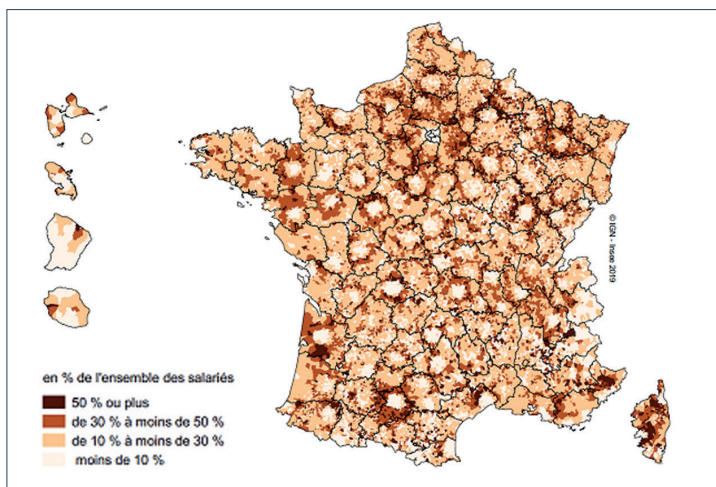 © IGN - Insee 2019
en % de l'ensemble des salariés
50 % ou plus
de 30 % à moins de 50 %
de 10 % à moins de 30 %
moins de 10 %